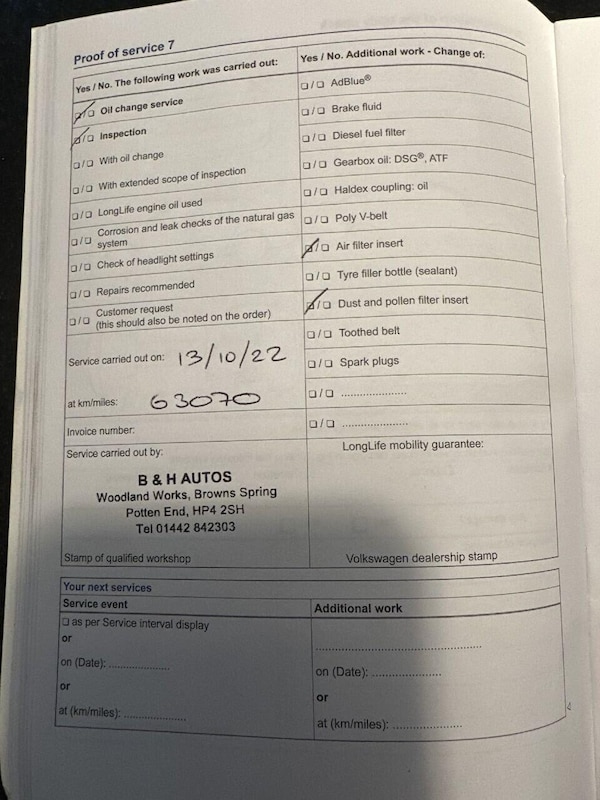 Proof of service 7
Yes / No. The following work was carried out:
☑/☐ Oil change service
☑/☐ Inspection
☐/☐ With oil change
☐/☐ With extended scope of inspection
☐/☐ LongLife engine oil used
☐/☐ Corrosion and leak checks of the natural gas
system
☐/☐ Check of headlight settings
☐/☐ Repairs recommended
☐/☐ Customer request
(this should also be noted on the order)
Service carried out on: 13/10/22
at km/miles: 63070
Invoice number:
Service carried out by:
B & H AUTOS
Woodland Works, Browns Spring
Potten End, HP4 2SH
Tel 01442 842303
Stamp of qualified workshop
Yes / No. Additional work - Change of:
☐/☐ AdBlue®
☐/☐ Brake fluid
☐/☐ Diesel fuel filter
☐/☐ Gearbox oil: DSG®, ATF
☐/☐ Haldex coupling: oil
☐/☐ Poly V-belt
☑/☐ Air filter insert
☐/☐ Tyre filler bottle (sealant)
☑/☐ Dust and pollen filter insert
☐/☐ Toothed belt
☐/☐ Spark plugs
☐/☐ ....................
☐/☐ ....................
LongLife mobility guarantee:
Volkswagen dealership stamp
Your next services
Service event
☐ as per Service interval display
or
on (Date): ..................
or
at (km/miles): ..................
Additional work
..................................................
on (Date): ....................
or
at (km/miles): ....................